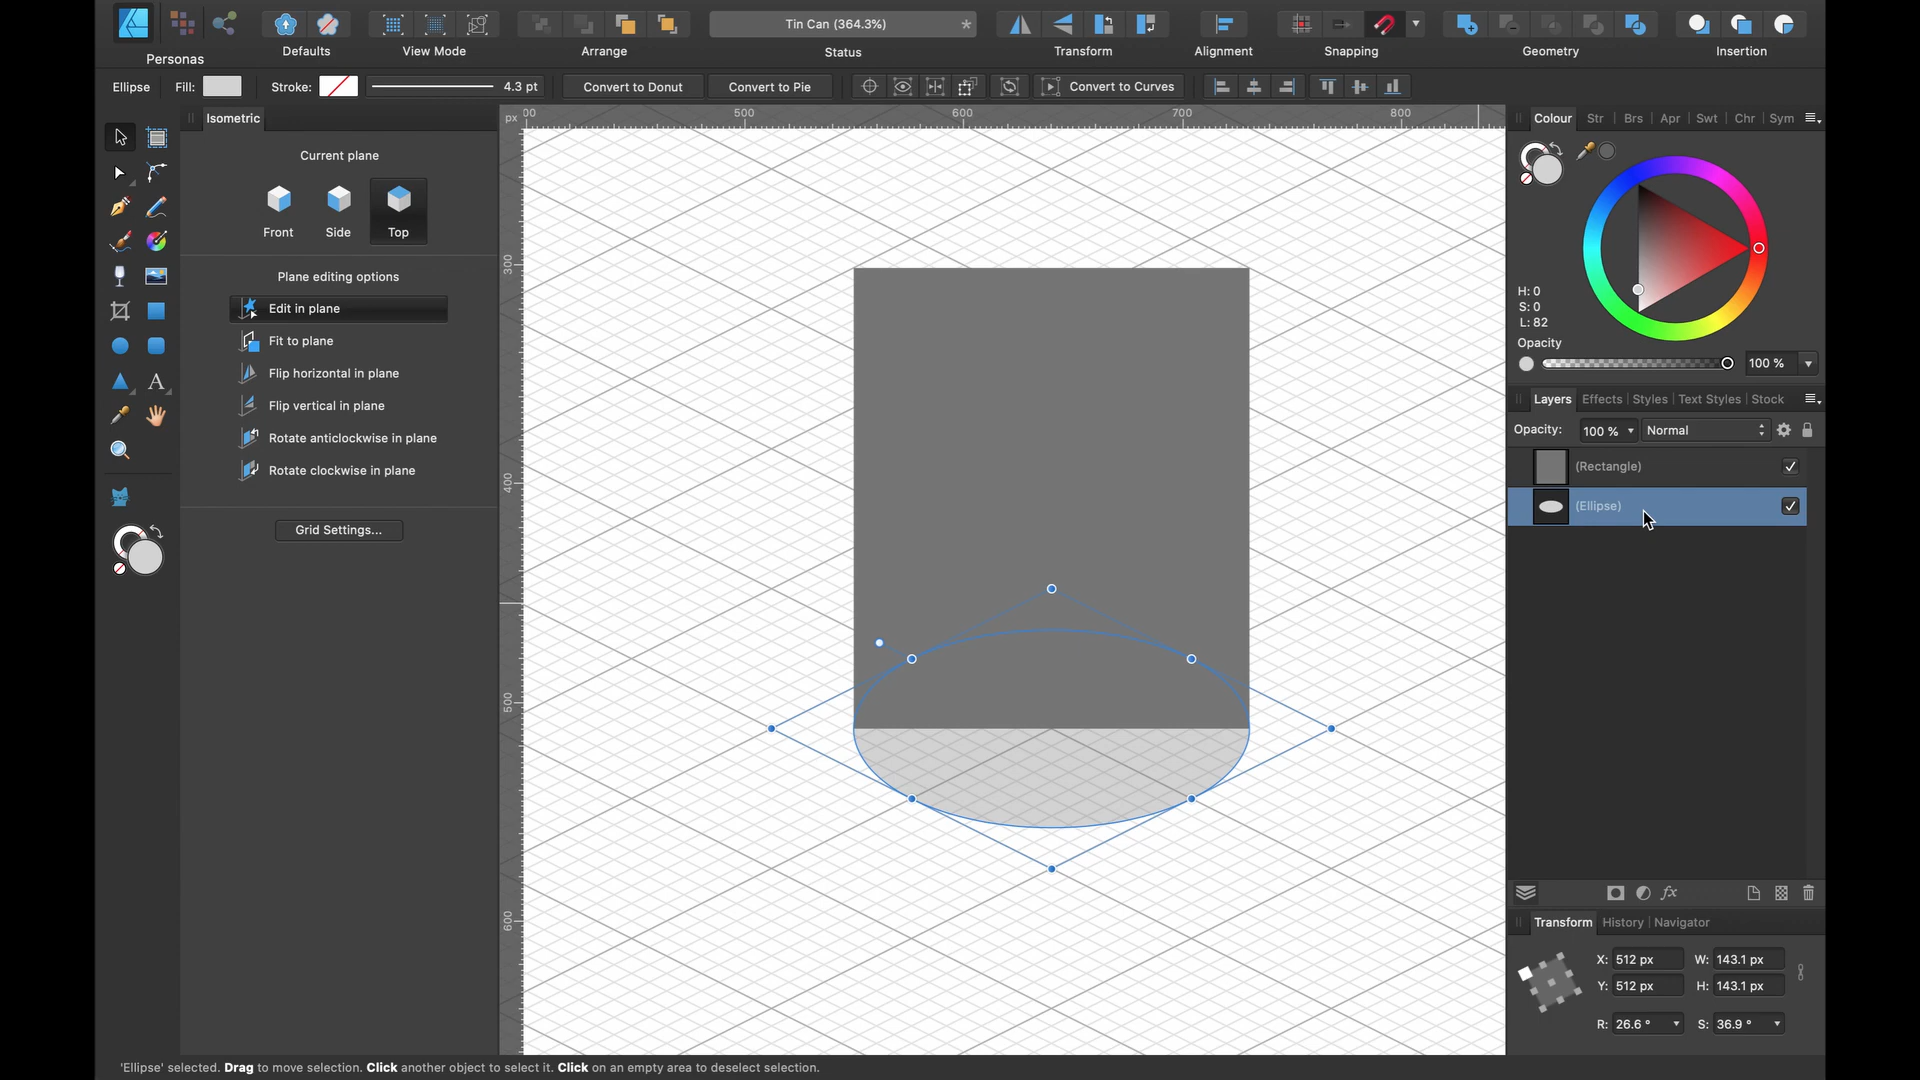 Personas
Defaults
View Mode
Arrange
Tin Can (364.3%)
*
Status
Transform
Alignment
Snapping
Geometry
Insertion
Ellipse
Fill:
Stroke:
4.3 pt
Convert to Donut
Convert to Pie
Convert to Curves
Isometric
Current plane
Front
Side
Top
Plane editing options
Edit in plane
Fit to plane
Flip horizontal in plane
Flip vertical in plane
Rotate anticlockwise in plane
Rotate clockwise in plane
Grid Settings...
A
px
00
500
600
700
800
300
400
500
600
Colour
Str
Brs
Apr
Swt
Chr
Sym
H: 0
S: 0
L: 82
Opacity
100 %
Layers
Effects
Styles
Text Styles
Stock
Opacity:
100 %
Normal
(Rectangle)
(Ellipse)
fx
Transform
History
Navigator
X: 512 px
W: 143.1 px
Y: 512 px
H: 143.1 px
R: 26.6 °
S: 36.9 °
'Ellipse' selected. Drag to move selection. Click another object to select it. Click on an empty area to deselect selection.